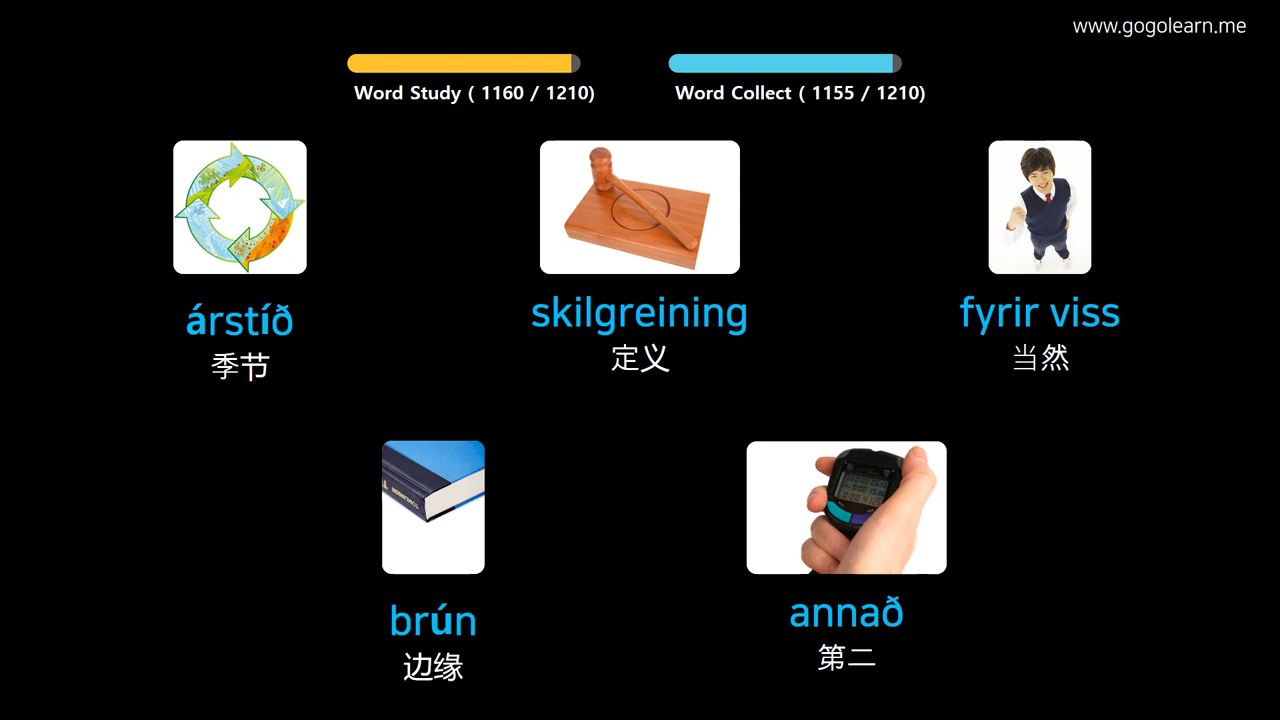 www.gogolearn.me
Word Study ( 1160 / 1210)
Word Collect ( 1155 / 1210)
árstíð
季节
skilgreining
定义
fyrir viss
当然
TOMLINSON
brún
边缘
annað
第二